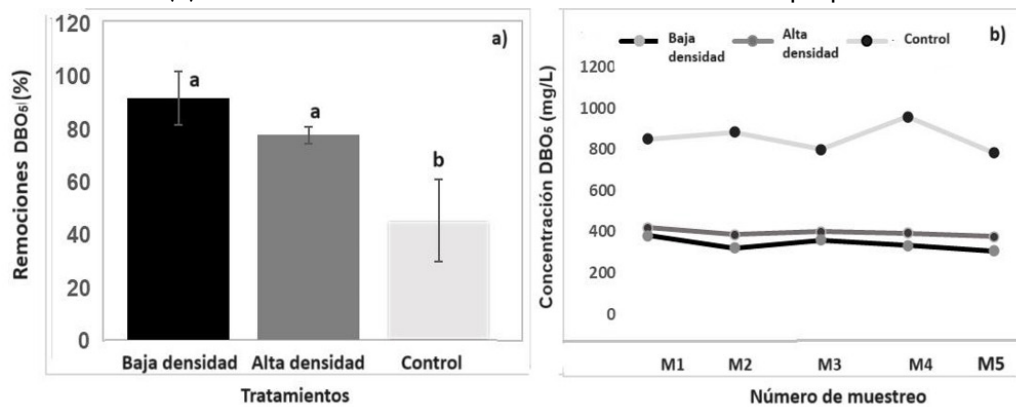 120
a)
100
a
80
a
60
b
40
20
0
Remociones DBO₅ (%)
Baja densidad Alta densidad Control
Tratamientos
b)
Baja densidad
Alta densidad
Control
1200
1000
800
600
400
200
0
Concentración DBO₅ (mg/L)
M1 M2 M3 M4 M5
Número de muestreo